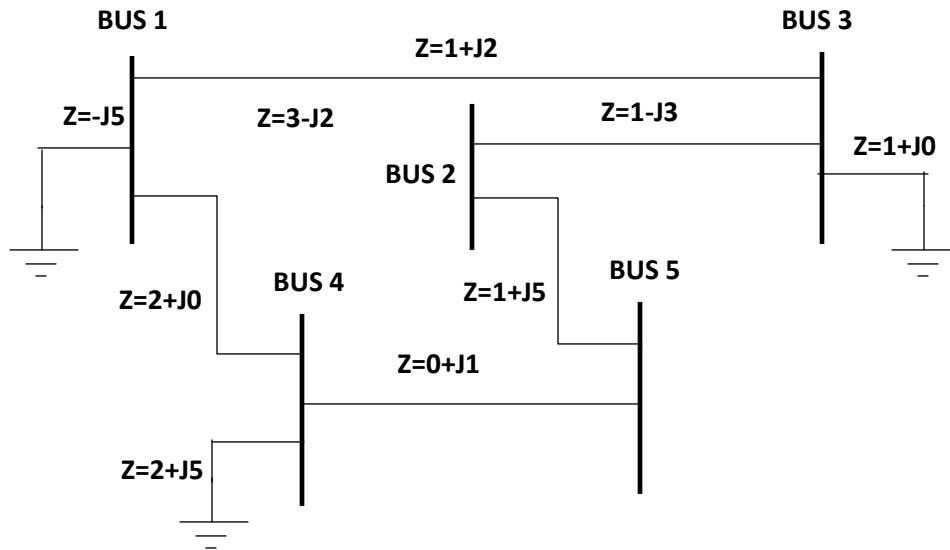 BUS 1
BUS 3
Z=1+J2
Z=-J5
Z=3-J2
Z=1-J3
Z=1+J0
BUS 2
BUS 5
BUS 4
Z=2+J0
Z=1+J5
Z=0+J1
Z=2+J5